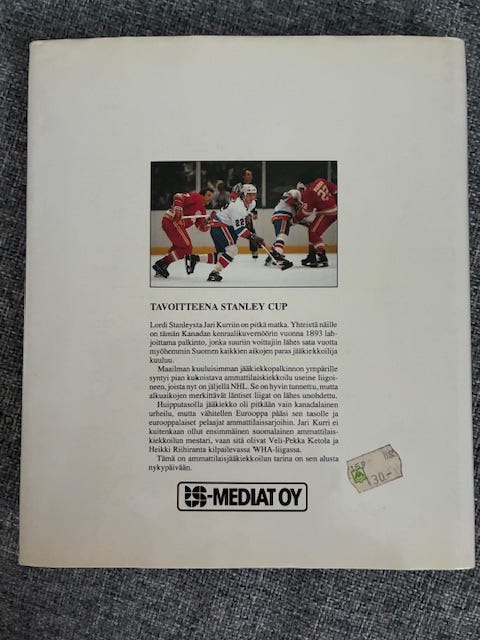 22
TAVOITTEENA STANLEY CUP
Lordi Stanleysta Jari Kurriin on pitkä matka. Yhteistä näille
on tämän Kanadan kenraalikuvernöörin vuonna 1893 lah-
joittama palkinto, jonka suuriin voittajiin lähes sata vuotta
myöhemmin Suomen kaikkien aikojen paras jääkiekkoilija
kuuluu.
Maailman kuuluisimman jääkiekkopalkinnon ympärille
syntyi pian kukoistava ammattilaiskiekkoilu useine liigoi-
neen, joista nyt on jäljellä NHL. Se on hyvin tunnettu, mutta
alkuaikojen merkittävät läntiset liigat on lähes unohdettu.
Huipputasolla jääkiekko oli pitkään vain kanadalainen
urheilu, mutta vähitellen Eurooppa pääsi sen tasolle ja
eurooppalaiset pelaajat ammattilaissarjoihin. Jari Kurri ei
kuitenkaan ollut ensimmäinen suomalainen ammattilais-
kiekkoilun mestari, vaan sitä olivat Veli-Pekka Ketola ja
Heikki Riihiranta kilpailevassa WHA-liigassa.
Tämä on ammattilaisjääkiekkoilun tarina on sen alusta
nykypäivään.
-MEDIAT OY
130.-